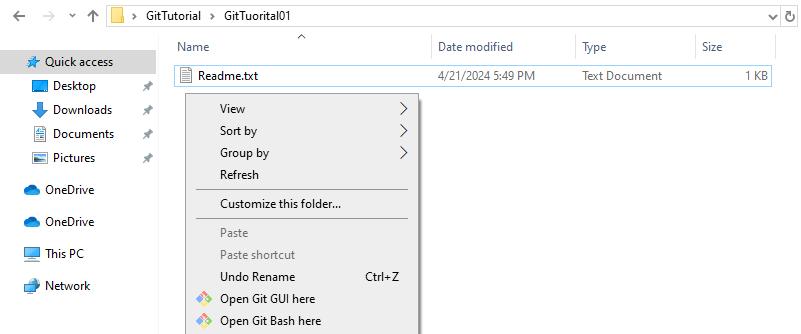 GitTutorial > GitTuorital01
Name Date modified Type Size
Quick access
Readme.txt 4/21/2024 5:49 PM Text Document 1 KB
Desktop
Downloads
Documents
Pictures
OneDrive
OneDrive
This PC
Network
View
Sort by
Group by
Refresh
Customize this folder...
Paste
Paste shortcut
Undo Rename Ctrl+Z
Open Git GUI here
Open Git Bash here